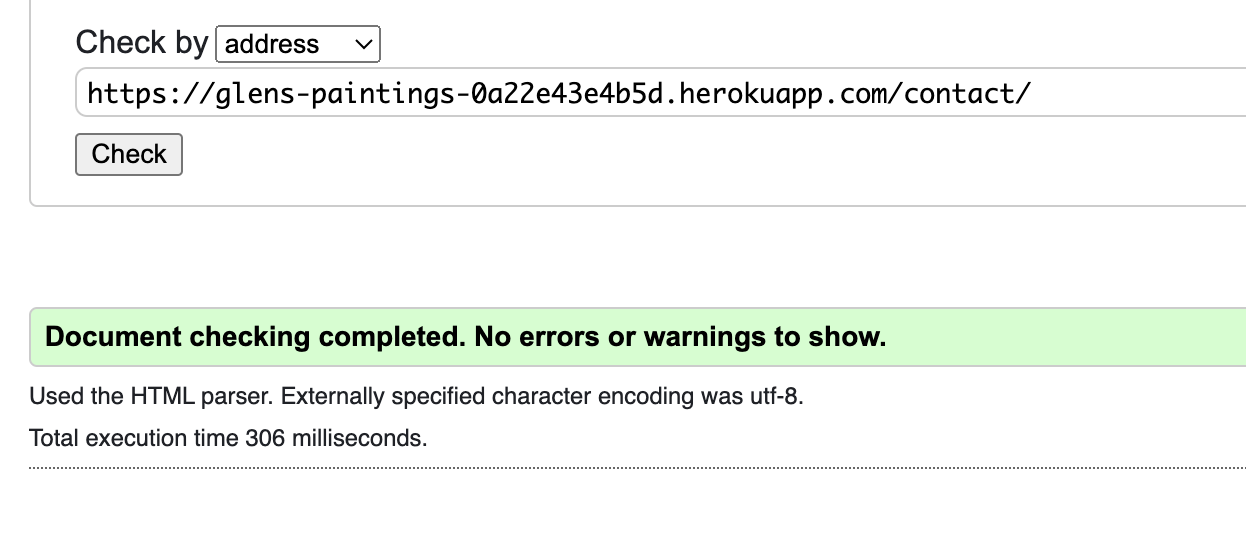 Check by address
https://glens-paintings-0a22e43e4b5d.herokuapp.com/contact/
Check
Document checking completed. No errors or warnings to show.
Used the HTML parser. Externally specified character encoding was utf-8.
Total execution time 306 milliseconds.